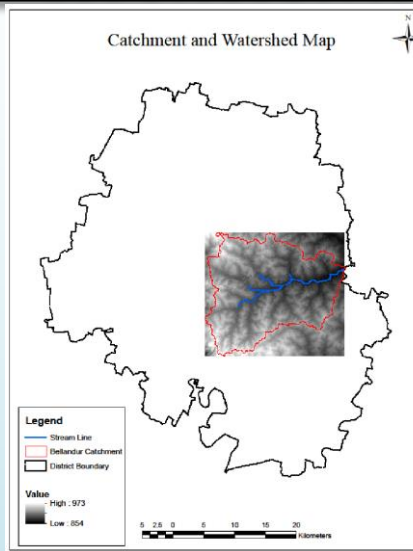 N
Catchment and Watershed Map
Legend
Stream Line
Bellandur Catchment
District Boundary
Value
High : 973
Low : 854
5 2.5 0 5 10 15 20
Kilometers